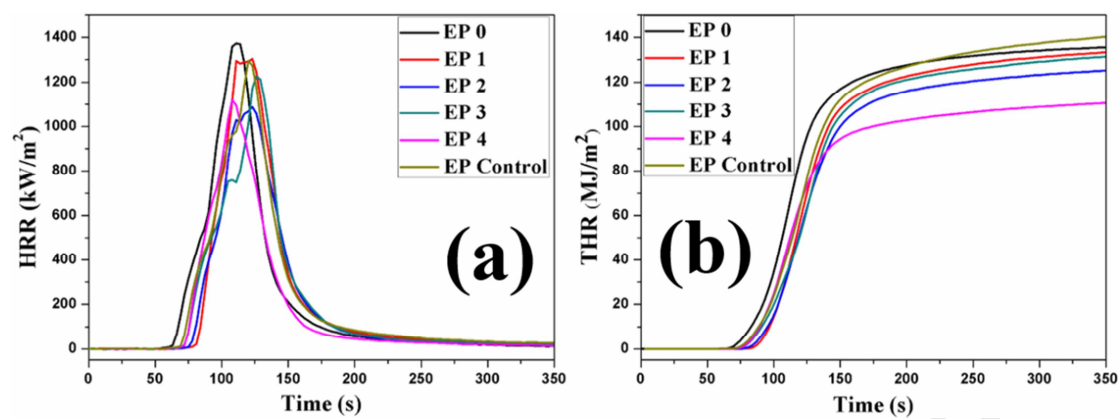 1400
1200
1000
800
600
400
200
0
HRR (kW/m²)
EP 0
EP 1
EP 2
EP 3
EP 4
EP Control
(a)
0 50 100 150 200 250 300 350
Time (s)
140
120
100
80
60
40
20
0
THR (MJ/m²)
EP 0
EP 1
EP 2
EP 3
EP 4
EP Control
(b)
0 50 100 150 200 250 300 350
Time (s)